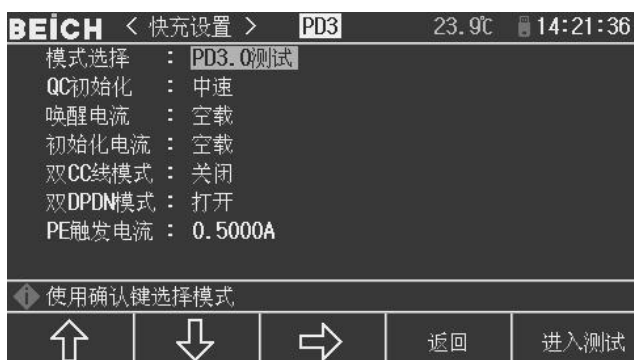 BEICH < 快充设置 > PD3 23.9℃ 14:21:36
模式选择 : PD3.0测试
QC初始化 : 中速
唤醒电流 : 空载
初始化电流 : 空载
双CC线模式 : 关闭
双DPDN模式 : 打开
PE触发电流 : 0.5000A
使用确认键选择模式
返回 进入测试